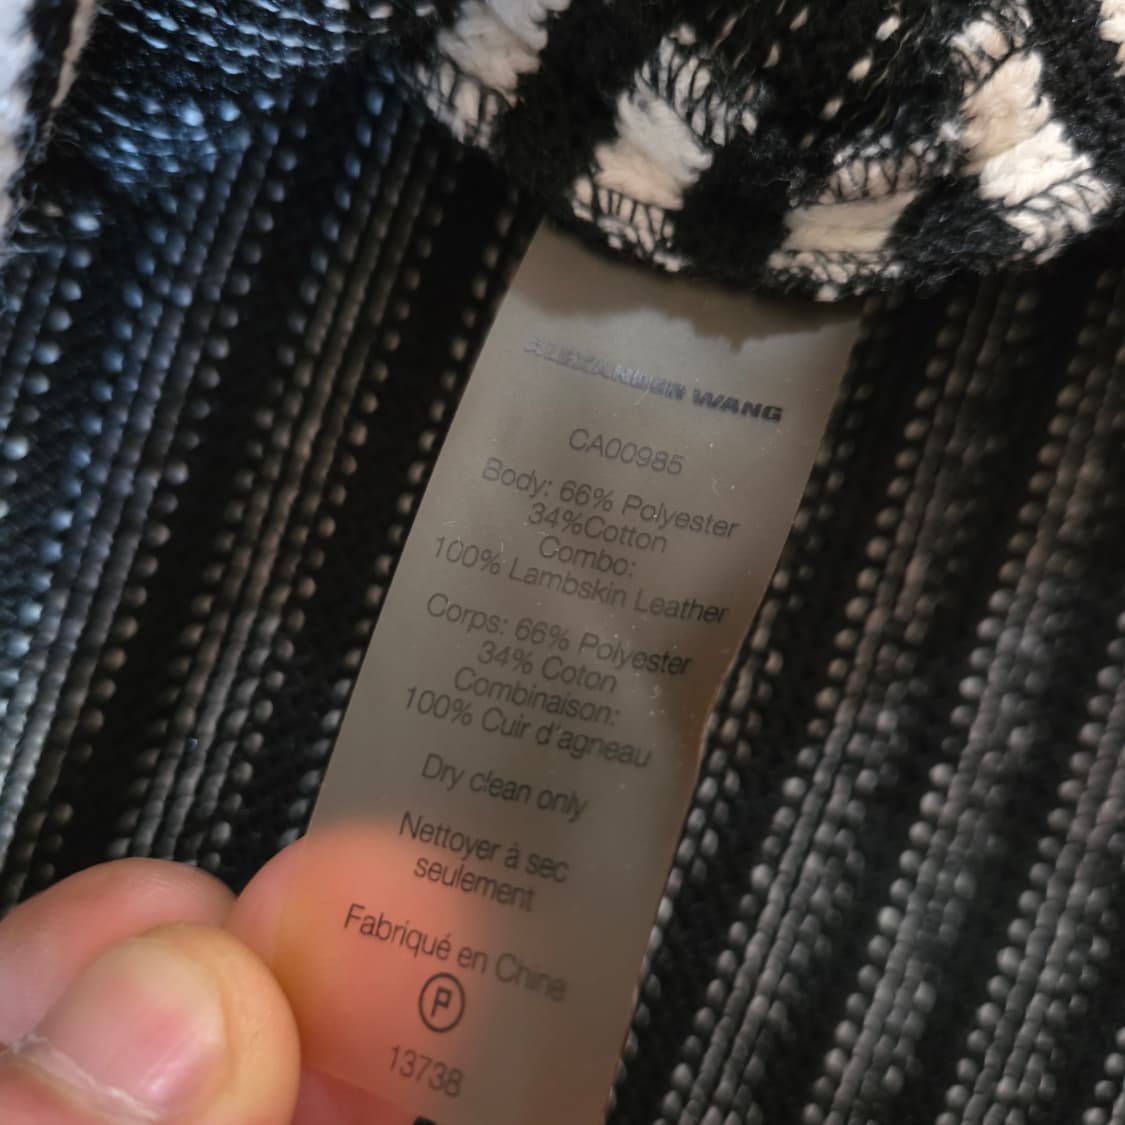 ALEXANDER WANG
CA00985
Body: 66% Polyester
34%Cotton
Combo:
100% Lambskin Leather
Corps: 66% Polyester
34% Coton
Combinaison:
100% Cuir d'agneau
Dry clean only
Nettoyer à sec
seulement
Fabriqué en Chine
P
13738